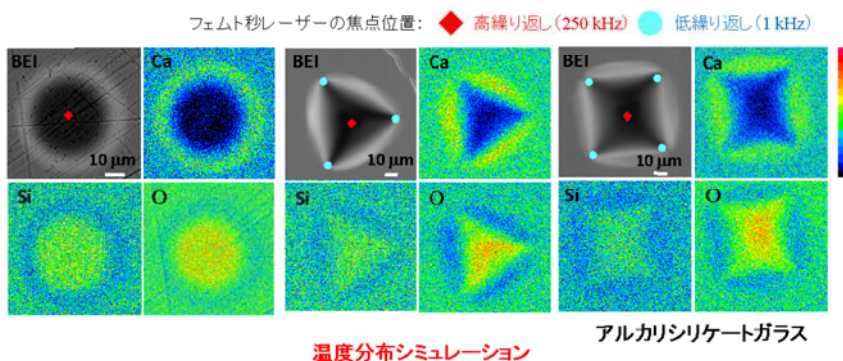 フェムト秒レーザーの焦点位置: 高繰り返し(250 kHz) 低繰り返し(1 kHz)
BEI Ca BEI Ca BEI Ca
10 μm 10 μm 10 μm
Si O Si O Si O
アルカリシリケートガラス
温度分布シミュレーション